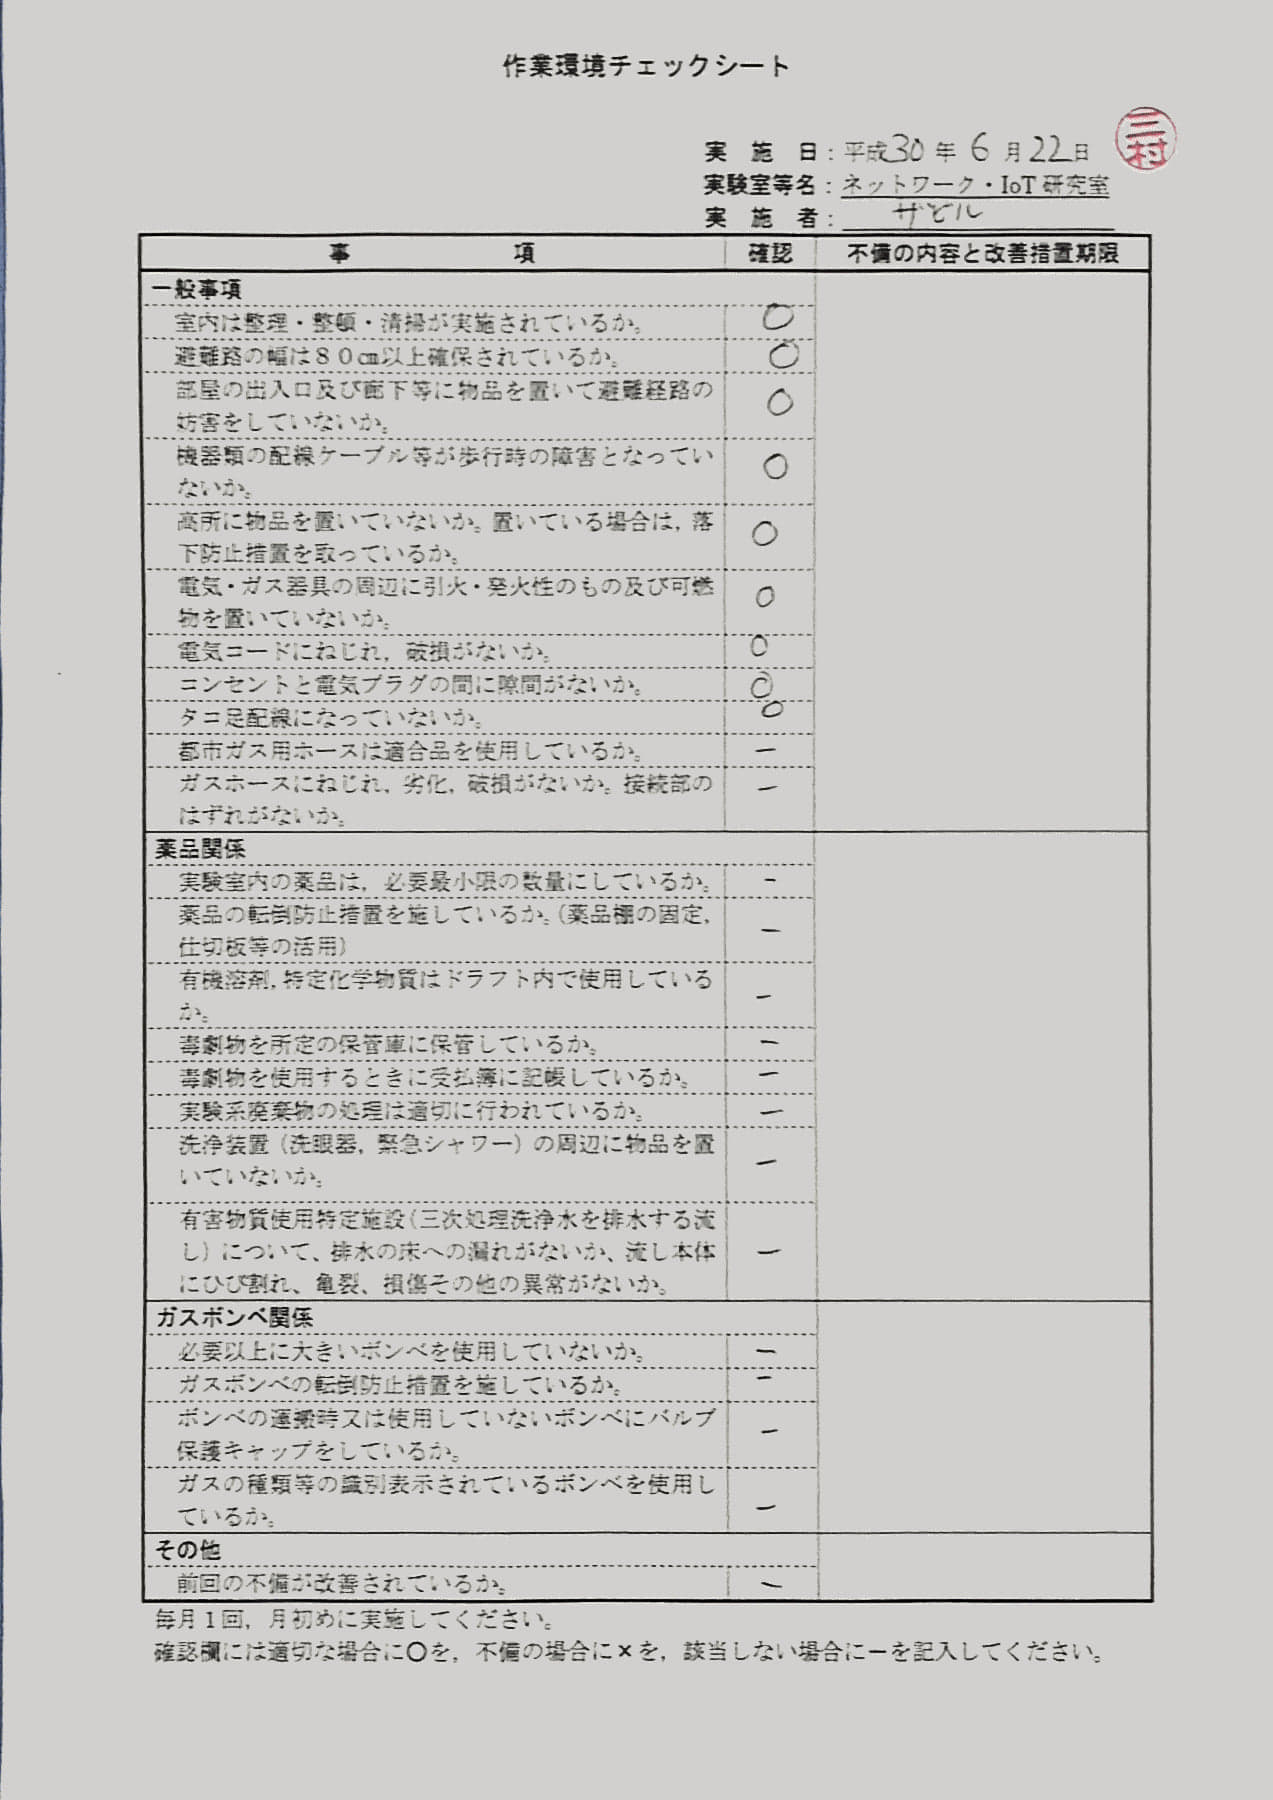 作業環境チェックシート
三村
実施日：平成30年6月22日
実験室等名：ネットワーク・IoT研究室
実施者：サビル
事項 確認 不備の内容と改善措置期限
一般事項
室内は整理・整頓・清掃が実施されているか。 ○
避難路の幅は８０㎝以上確保されているか。 ○
部屋の出入口及び廊下等に物品を置いて避難経路の
妨害をしていないか。 ○
機器類の配線ケーブル等が歩行時の障害となってい
ないか。 ○
高所に物品を置いていないか。置いている場合は，落
下防止措置を取っているか。 ○
電気・ガス器具の周辺に引火・発火性のもの及び可燃
物を置いていないか。 ○
電気コードにねじれ，破損がないか。 ○
コンセントと電気プラグの間に隙間がないか。 ○
タコ足配線になっていないか。 ○
都市ガス用ホースは適合品を使用しているか。 ー
ガスホースにねじれ，劣化，破損がないか。接続部の
はずれがないか。 ー
薬品関係
実験室内の薬品は，必要最小限の数量にしているか。 ー
薬品の転倒防止措置を施しているか。（薬品棚の固定，
仕切板等の活用） ー
有機溶剤，特定化学物質はドラフト内で使用している
か。 ー
毒劇物を所定の保管庫に保管しているか。 ー
毒劇物を使用するときに受払簿に記帳しているか。 ー
実験系廃棄物の処理は適切に行われているか。 ー
洗浄装置（洗眼器，緊急シャワー）の周辺に物品を置
いていないか。 ー
有害物質使用特定施設（三次処理洗浄水を排水する流
し）について、排水の床への漏れがないか、流し本体
にひび割れ、亀裂、損傷その他の異常がないか。 ー
ガスボンベ関係
必要以上に大きいボンベを使用していないか。 ー
ガスボンベの転倒防止措置を施しているか。 ー
ボンベの運搬時又は使用していないボンベにバルブ
保護キャップをしているか。 ー
ガスの種類等の識別表示されているボンベを使用し
ているか。 ー
その他
前回の不備が改善されているか。 ー
毎月１回，月初めに実施してください。
確認欄には適切な場合に○を，不備の場合に×を，該当しない場合にーを記入してください。